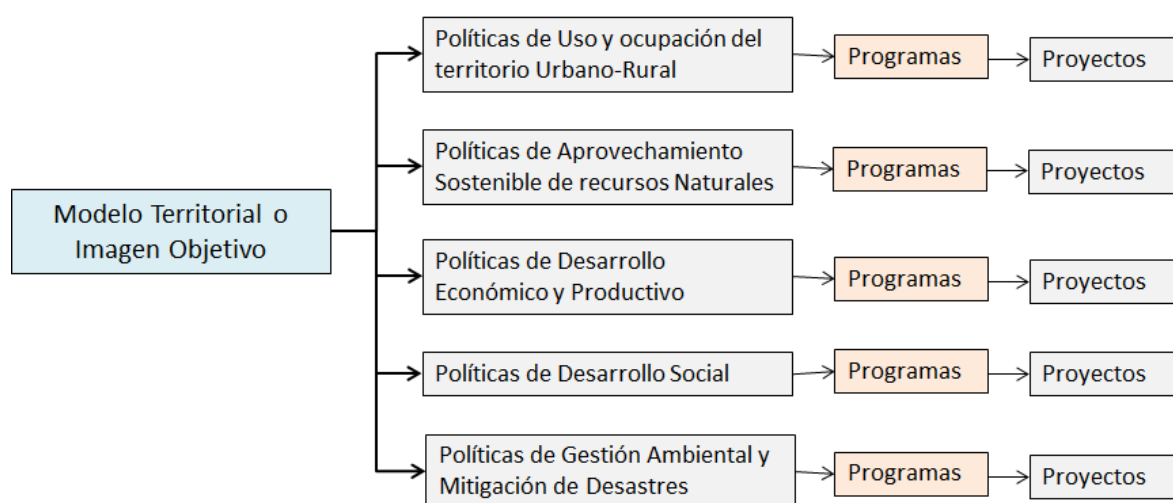 Políticas de Uso y ocupación del
territorio Urbano-Rural
Programas
Proyectos
Políticas de Aprovechamiento
Sostenible de recursos Naturales
Programas
Proyectos
Modelo Territorial o
Imagen Objetivo
Políticas de Desarrollo
Económico y Productivo
Programas
Proyectos
Políticas de Desarrollo Social
Programas
Proyectos
Políticas de Gestión Ambiental y
Mitigación de Desastres
Programas
Proyectos